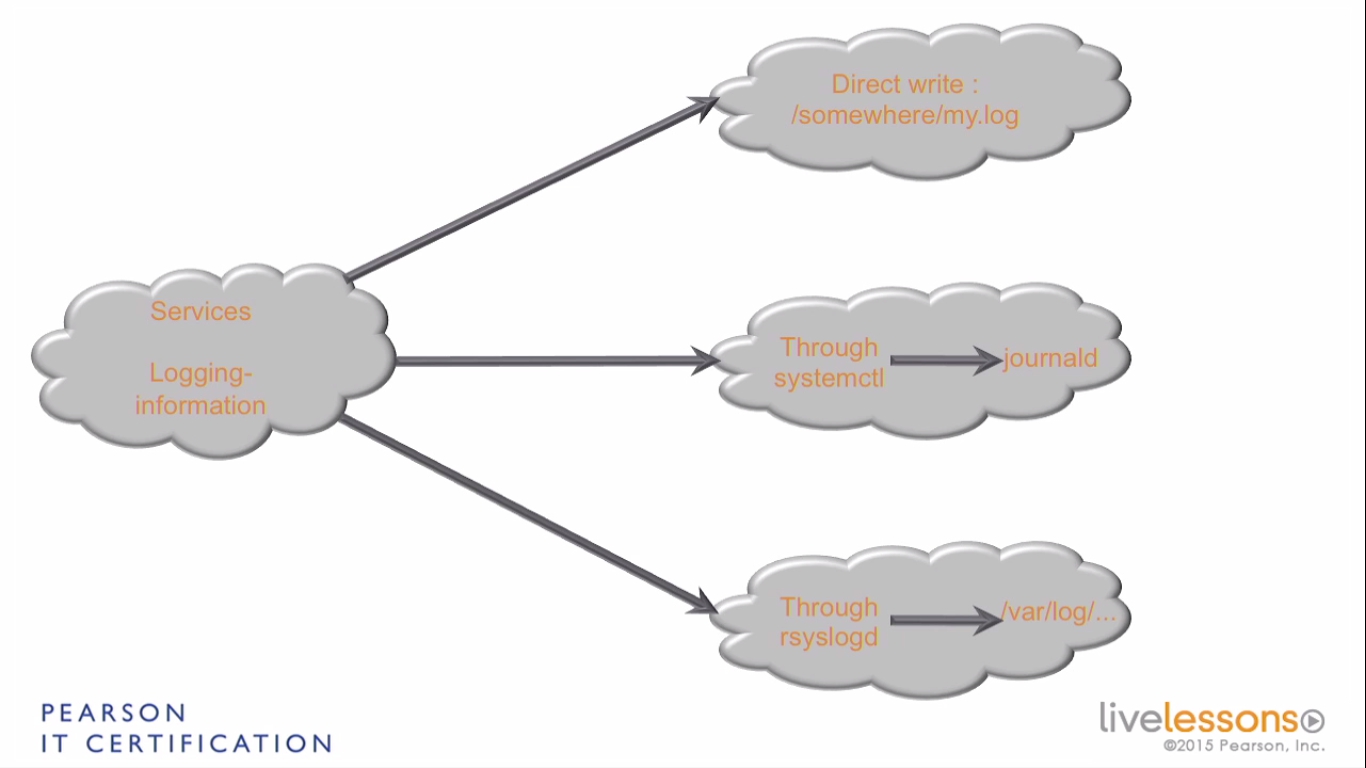 Direct write :
/somewhere/my.log
Services
Logging-
information
Through
systemctl
journald
Through
rsyslogd
/var/log/...
PEARSON
IT CERTIFICATION
livelessons
©2015 Pearson, Inc.